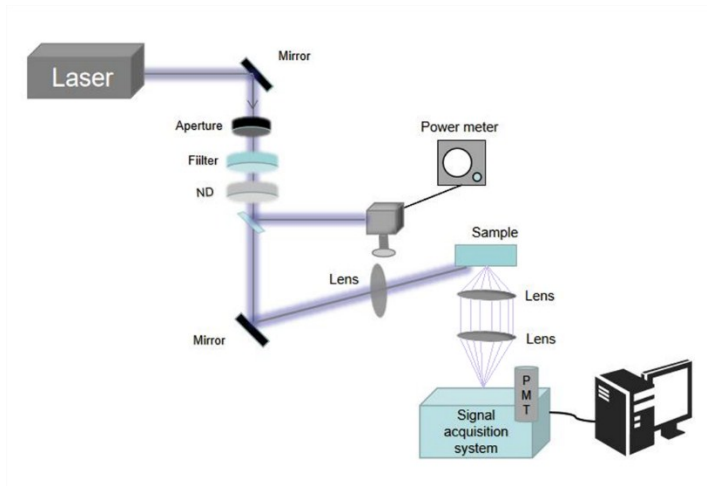 Laser
Mirror
Aperture
Fiilter
ND
Power meter
Sample
Lens
Lens
Lens
Mirror
P
M
T
Signal
acquisition
system